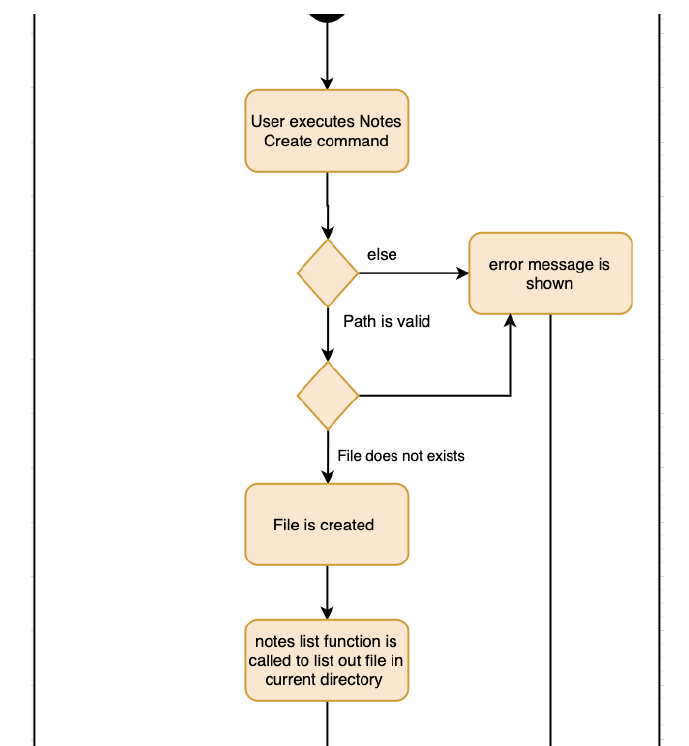 User executes Notes
Create command
else
error message is
shown
Path is valid
File does not exists
File is created
notes list function is
called to list out file in
current directory